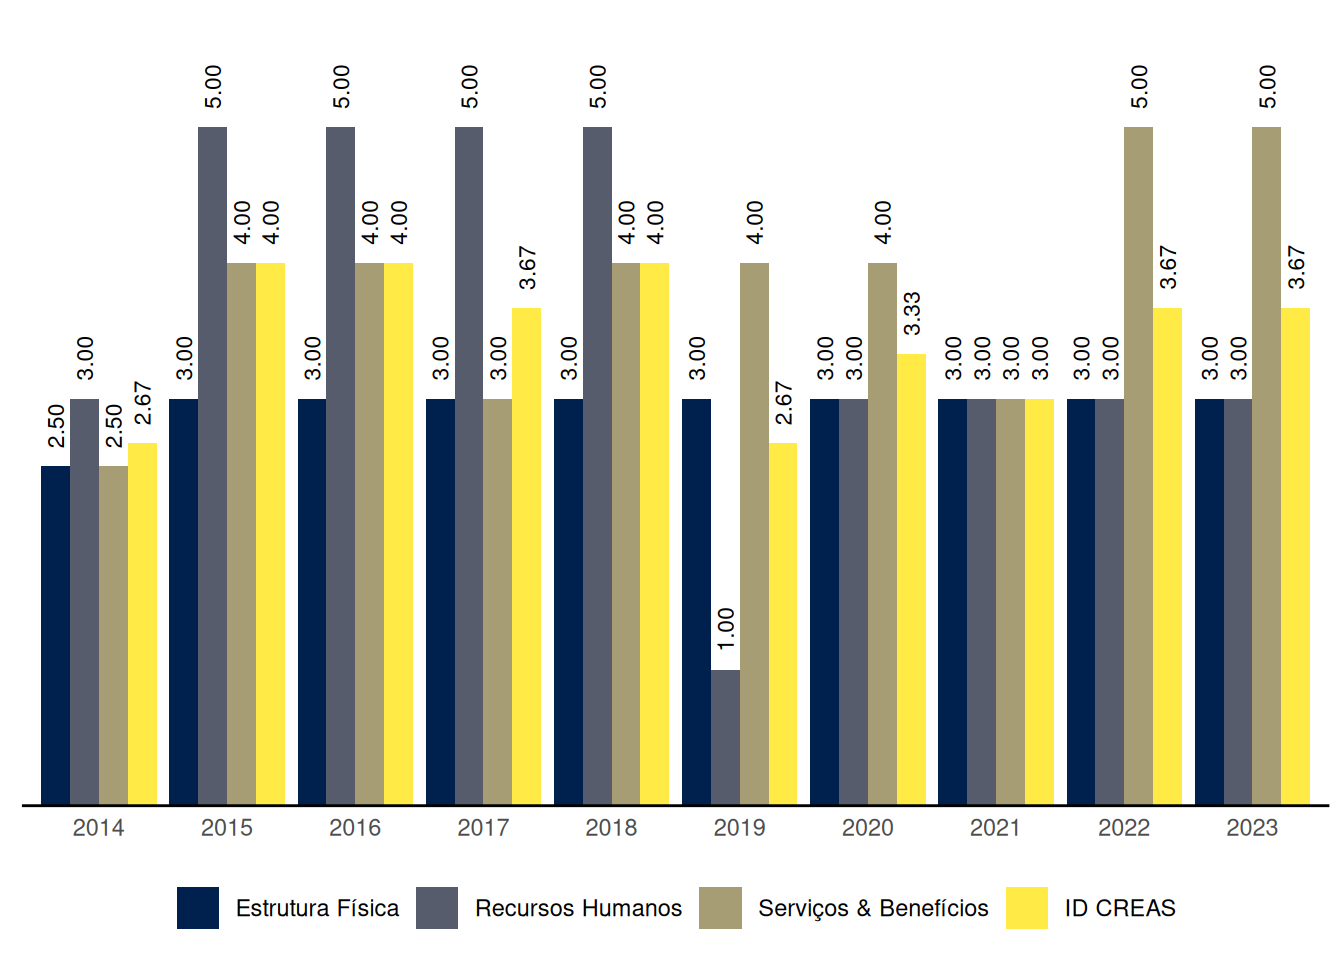 5.00 5.00 5.00 5.00 5.00 5.00
4.00 4.00 4.00 4.00 4.00 4.00 4.00 4.00
3.67 3.67 3.67
3.33
3.00 3.00 3.00 3.00 3.00 3.00 3.00 3.00 3.00 3.00 3.00 3.00 3.00 3.00 3.00 3.00 3.00
2.50 2.50 2.67 2.67
1.00
2014 2015 2016 2017 2018 2019 2020 2021 2022 2023
Estrutura Física Recursos Humanos Serviços & Benefícios ID CREAS